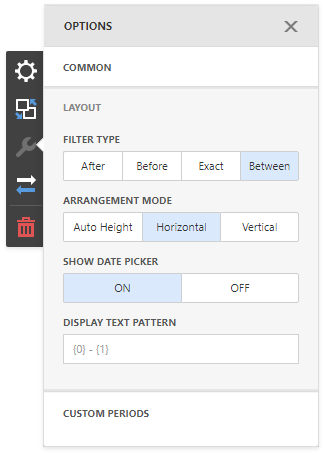 OPTIONS
COMMON
LAYOUT
FILTER TYPE
After Before Exact Between
ARRANGEMENT MODE
Auto Height Horizontal Vertical
SHOW DATE PICKER
ON OFF
DISPLAY TEXT PATTERN
{0} - {1}
CUSTOM PERIODS